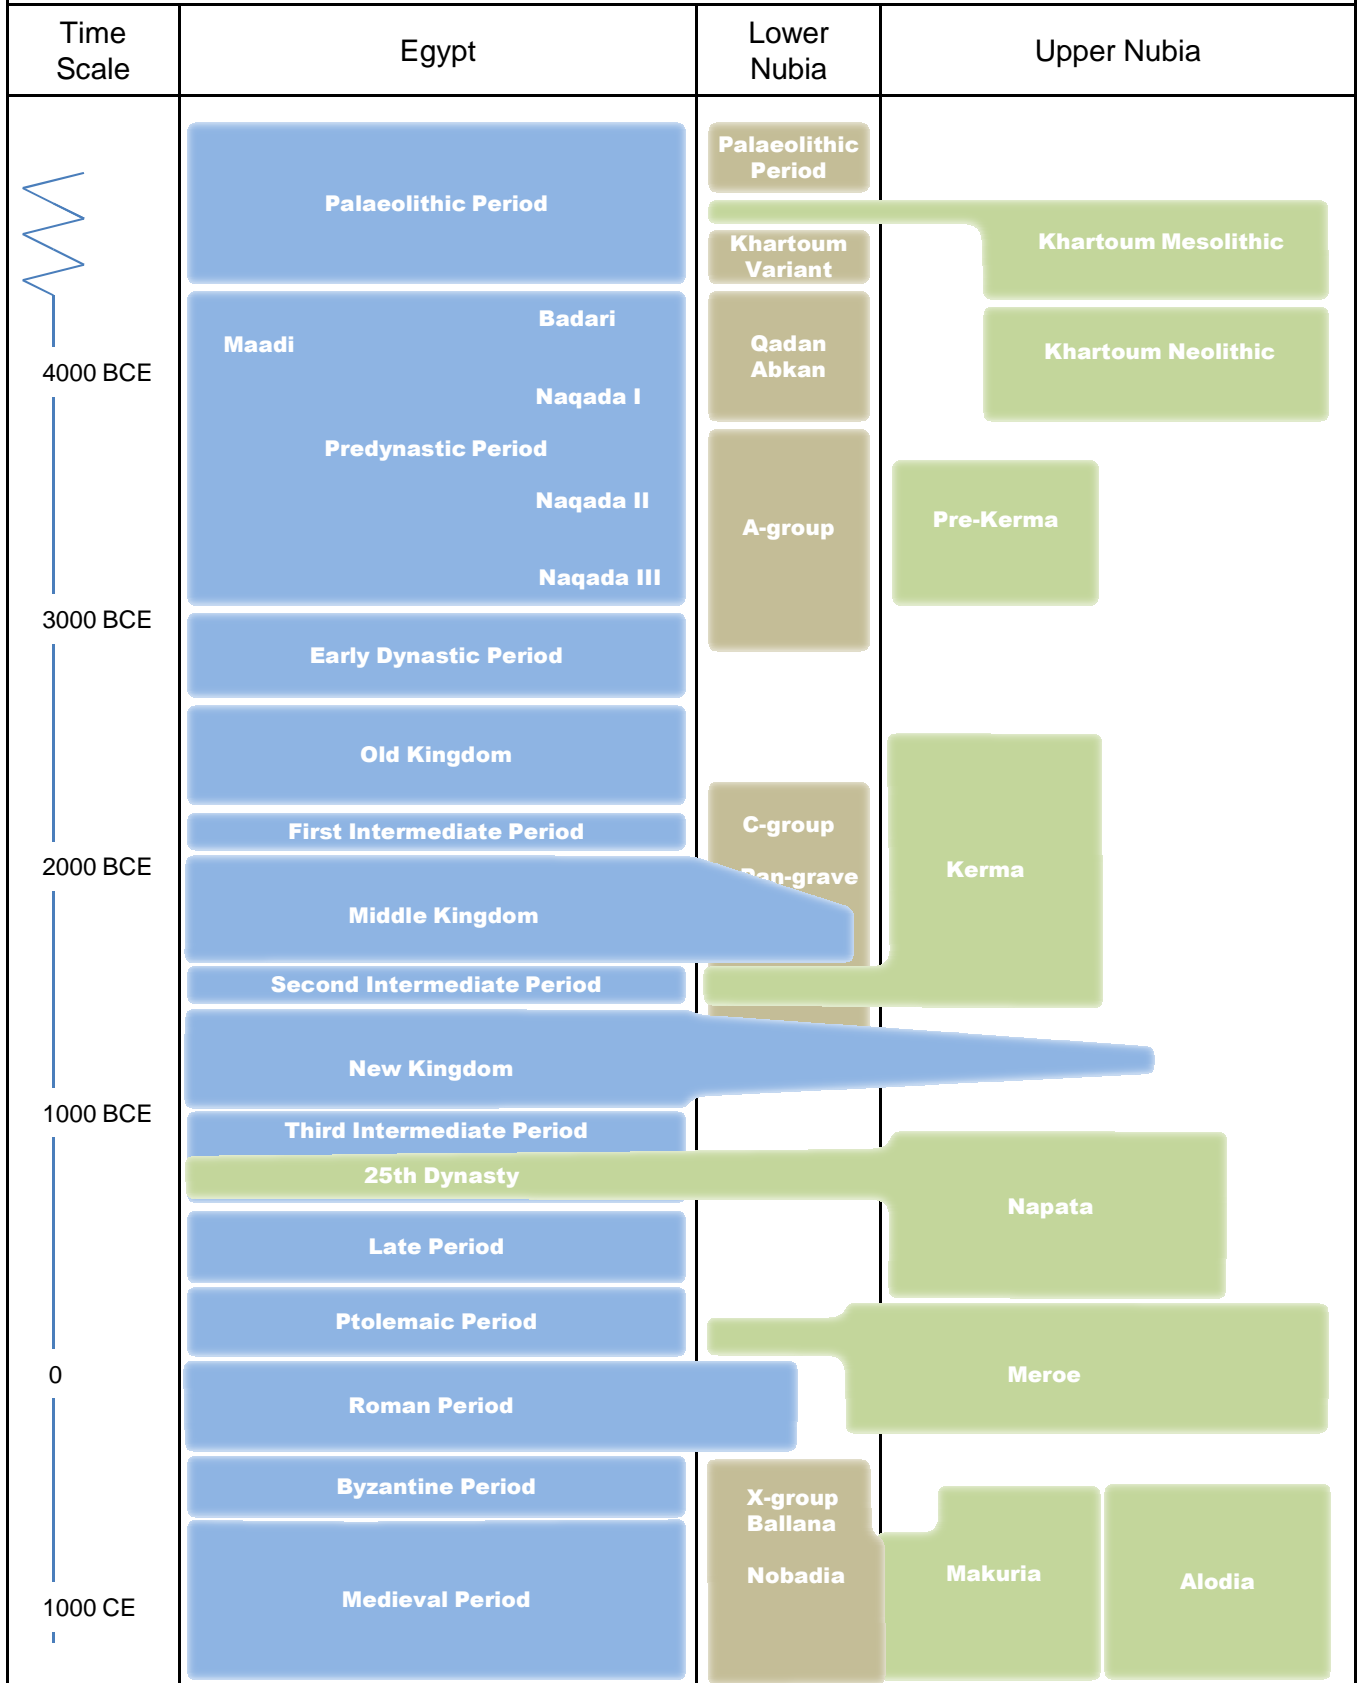 Time
Scale
Egypt
Lower
Nubia
Upper Nubia
Palaeolithic Period
Palaeolithic
Period
Khartoum Mesolithic
Khartoum
Variant
4000 BCE
Maadi
Badari
Naqada I
Predynastic Period
Naqada II
Naqada III
Qadan
Abkan
Khartoum Neolithic
A-group
Pre-Kerma
3000 BCE
Early Dynastic Period
Old Kingdom
First Intermediate Period
C-group
Pan-grave
Kerma
2000 BCE
Middle Kingdom
Second Intermediate Period
New Kingdom
1000 BCE
Third Intermediate Period
25th Dynasty
Napata
Late Period
Ptolemaic Period
Meroe
0
Roman Period
Byzantine Period
X-group
Ballana
Nobadia
Makuria
Alodia
Medieval Period
1000 CE